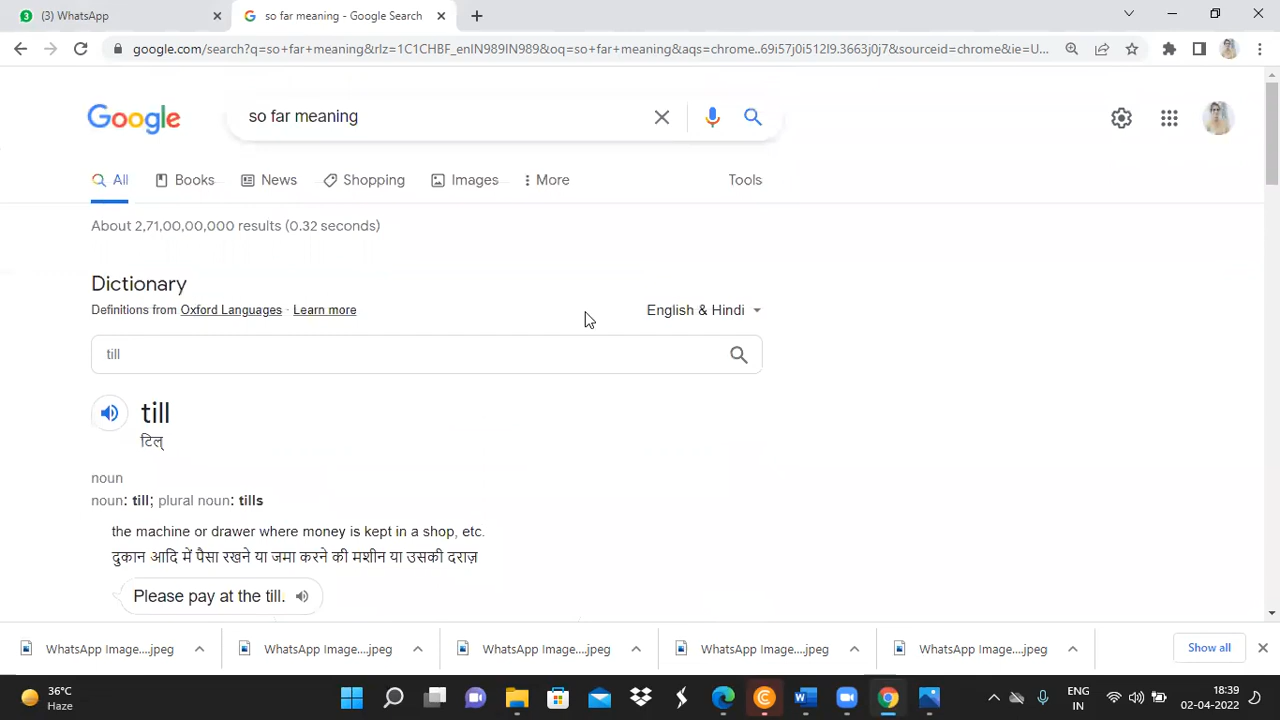 (3) WhatsApp
so far meaning - Google Search
google.com/search?q=so+far+meaning&rlz=1C1CHBF_enIN989IN989&oq=so+far+meaning&aqs=chrome..69i57j0i512l9.3663j0j7&sourceid=chrome&ie=U...
Google
so far meaning
All
Books
News
Shopping
Images
More
Tools
About 2,71,00,00,000 results (0.32 seconds)
Dictionary
Definitions from Oxford Languages · Learn more
English & Hindi
till
till
टिल्
noun
noun: till; plural noun: tills
the machine or drawer where money is kept in a shop, etc.
दुकान आदि में पैसा रखने या जमा करने की मशीन या उसकी दराज़
Please pay at the till.
WhatsApp Image....jpeg
WhatsApp Image....jpeg
WhatsApp Image....jpeg
WhatsApp Image....jpeg
WhatsApp Image....jpeg
Show all
36°C
Haze
ENG
IN
18:39
02-04-2022